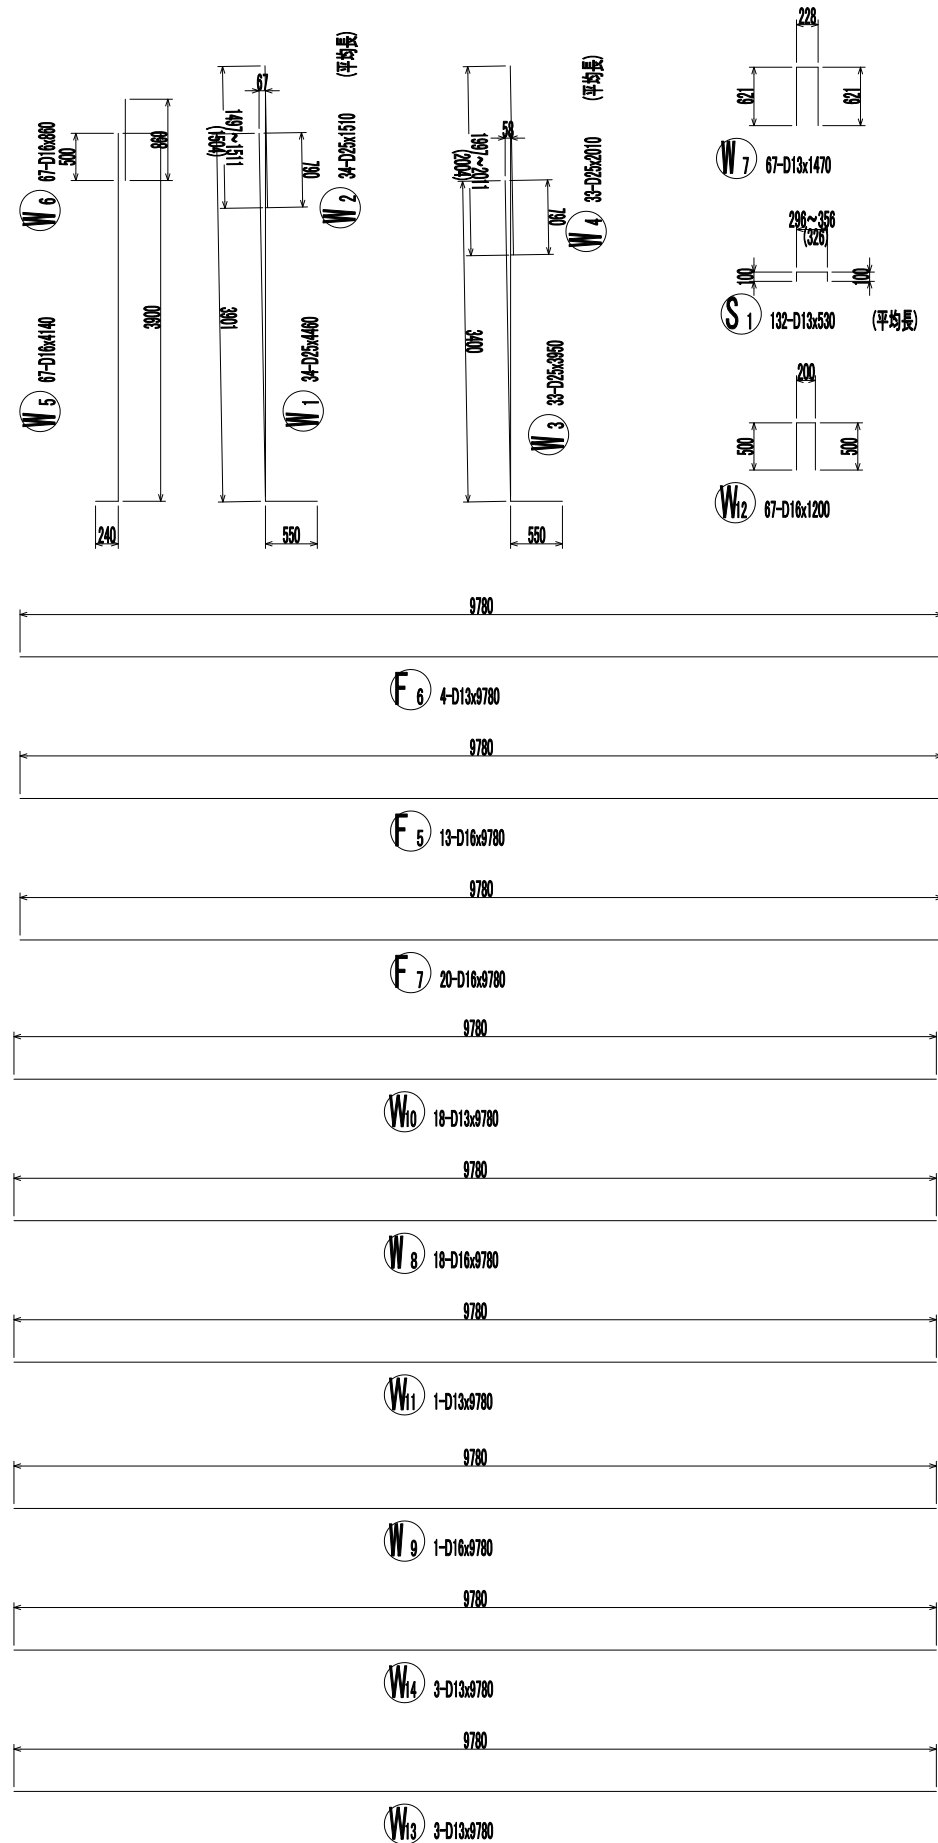 W6 67-D16x860
500
860
W5 67-D16x4140
3900
240
67
1497～1511
(1504)
790
W2 34-D25x1510 (平均長)
3901
W1 34-D25x4460
550
58
1997～2011
(2004)
790
W4 33-D25x2010 (平均長)
3400
W3 33-D25x3950
550
228
621
621
W7 67-D13x1470
296～356
(326)
100
100
S1 132-D13x530 (平均長)
200
500
500
W12 67-D16x1200
9780
F6 4-D13x9780
9780
F5 13-D16x9780
9780
F7 20-D16x9780
9780
W10 18-D13x9780
9780
W8 18-D16x9780
9780
W11 1-D13x9780
9780
W9 1-D16x9780
9780
W14 3-D13x9780
9780
W13 3-D13x9780